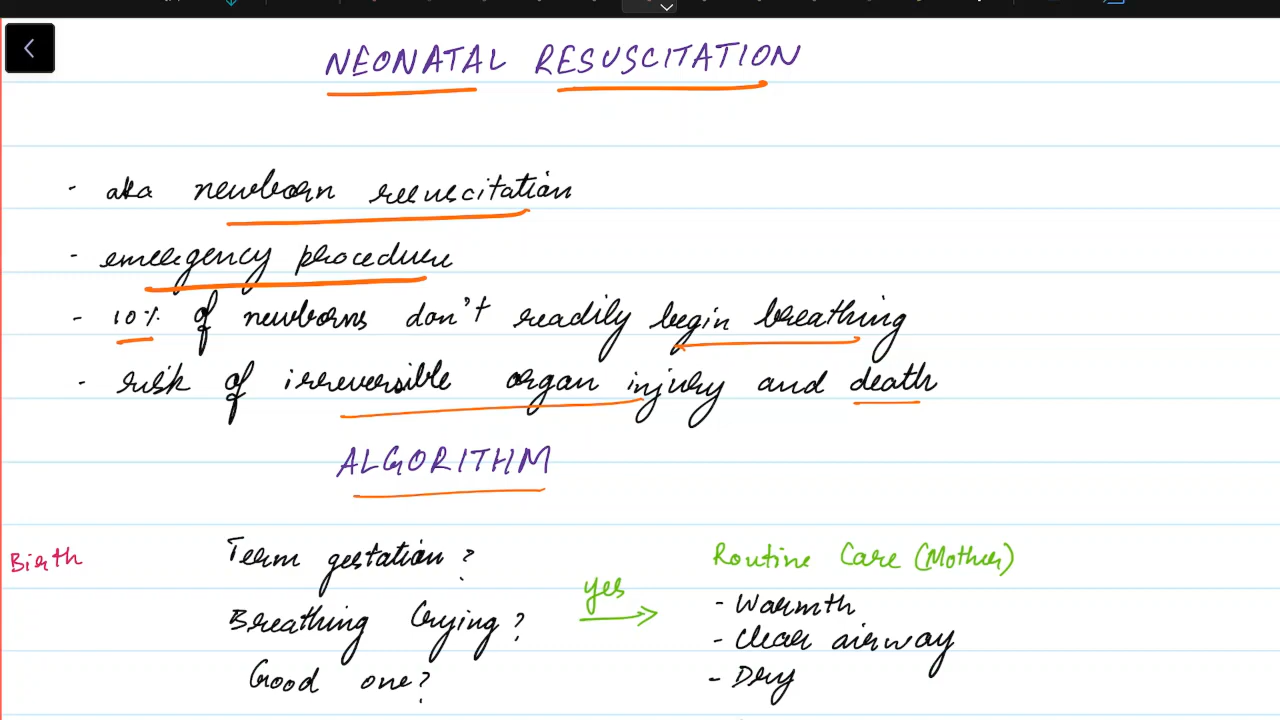 NEONATAL RESUSCITATION
- aka newborn resuscitation
- emergency procedure
- 10% of newborns don't readily begin breathing
- risk of irreversible organ injury and death
ALGORITHM
Birth
Term gestation?
Breathing Crying?
Good one?
yes
Routine Care (Mother)
- Warmth
- Clear airway
- Dry